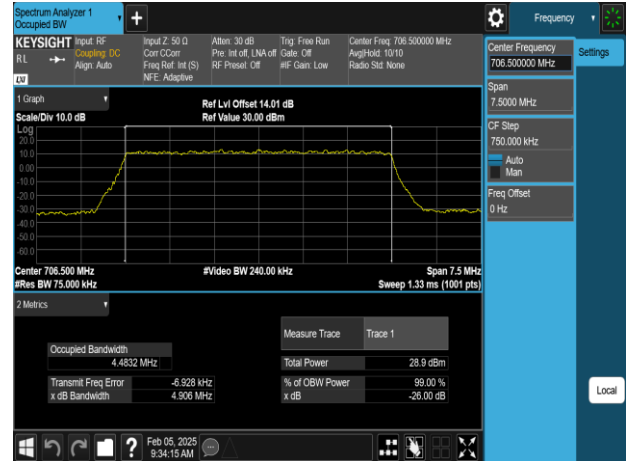 Spectrum Analyzer 1
Occupied BW
Frequency
KEYSIGHT
RL
LXI
Input: RF
Coupling: DC
Align: Auto
Input Z: 50 Ω
Corr CCorr
Freq Ref: Int (S)
NFE: Adaptive
Atten: 30 dB
Pre: Int off, LNA off
RF Preset: Off
Trig: Free Run
Gate: Off
#IF Gain: Low
Center Freq: 706.500000 MHz
Avg|Hold: 10/10
Radio Std: None
1 Graph
Scale/Div 10.0 dB
Ref Lvl Offset 14.01 dB
Ref Value 30.00 dBm
Log
20.0
10.0
0.00
-10.0
-20.0
-30.0
-40.0
-50.0
-60.0
Center 706.500 MHz
#Res BW 75.000 kHz
#Video BW 240.00 kHz
Span 7.5 MHz
Sweep 1.33 ms (1001 pts)
2 Metrics
Measure Trace
Trace 1
Occupied Bandwidth
4.4832 MHz
Total Power
28.9 dBm
Transmit Freq Error
-6.928 kHz
% of OBW Power
99.00 %
x dB Bandwidth
4.906 MHz
x dB
-26.00 dB
Center Frequency
706.500000 MHz
Settings
Span
7.5000 MHz
CF Step
750.000 kHz
Auto
Man
Freq Offset
0 Hz
Local
Feb 05, 2025
9:34:15 AM